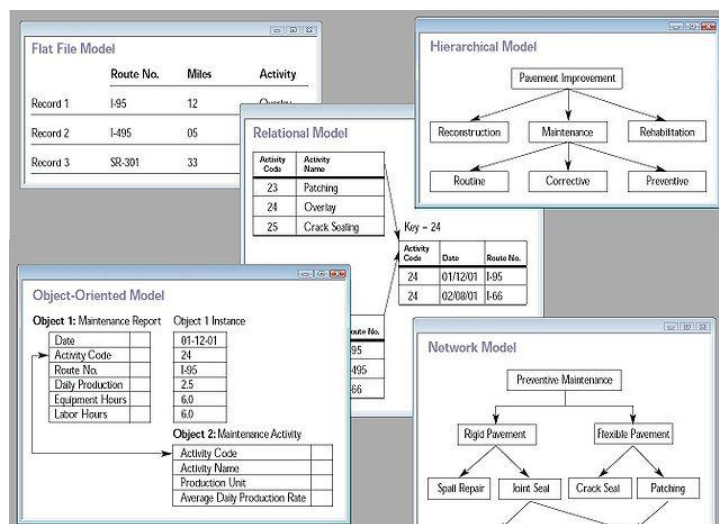 Flat File Model
Route No. Miles Activity
Record 1 I-95 12 Overlay
Record 2 I-495 05
Record 3 SR-301 33
Hierarchical Model
Pavement Improvement
Reconstruction Maintenance Rehabilitation
Routine Corrective Preventive
Relational Model
Activity Code Activity Name
23 Patching
24 Overlay
25 Crack Sealing
Key = 24
Activity Code Date Route No.
24 01/12/01 I-95
24 02/08/01 I-66
Route No.
-95
-495
-66
Object-Oriented Model
Object 1: Maintenance Report Object 1 Instance
Date 01-12-01
Activity Code 24
Route No. I-95
Daily Production 2.5
Equipment Hours 6.0
Labor Hours 6.0
Object 2: Maintenance Activity
Activity Code
Activity Name
Production Unit
Average Daily Production Rate
Network Model
Preventive Maintenance
Rigid Pavement Flexible Pavement
Spall Repair Joint Seal Crack Seal Patching